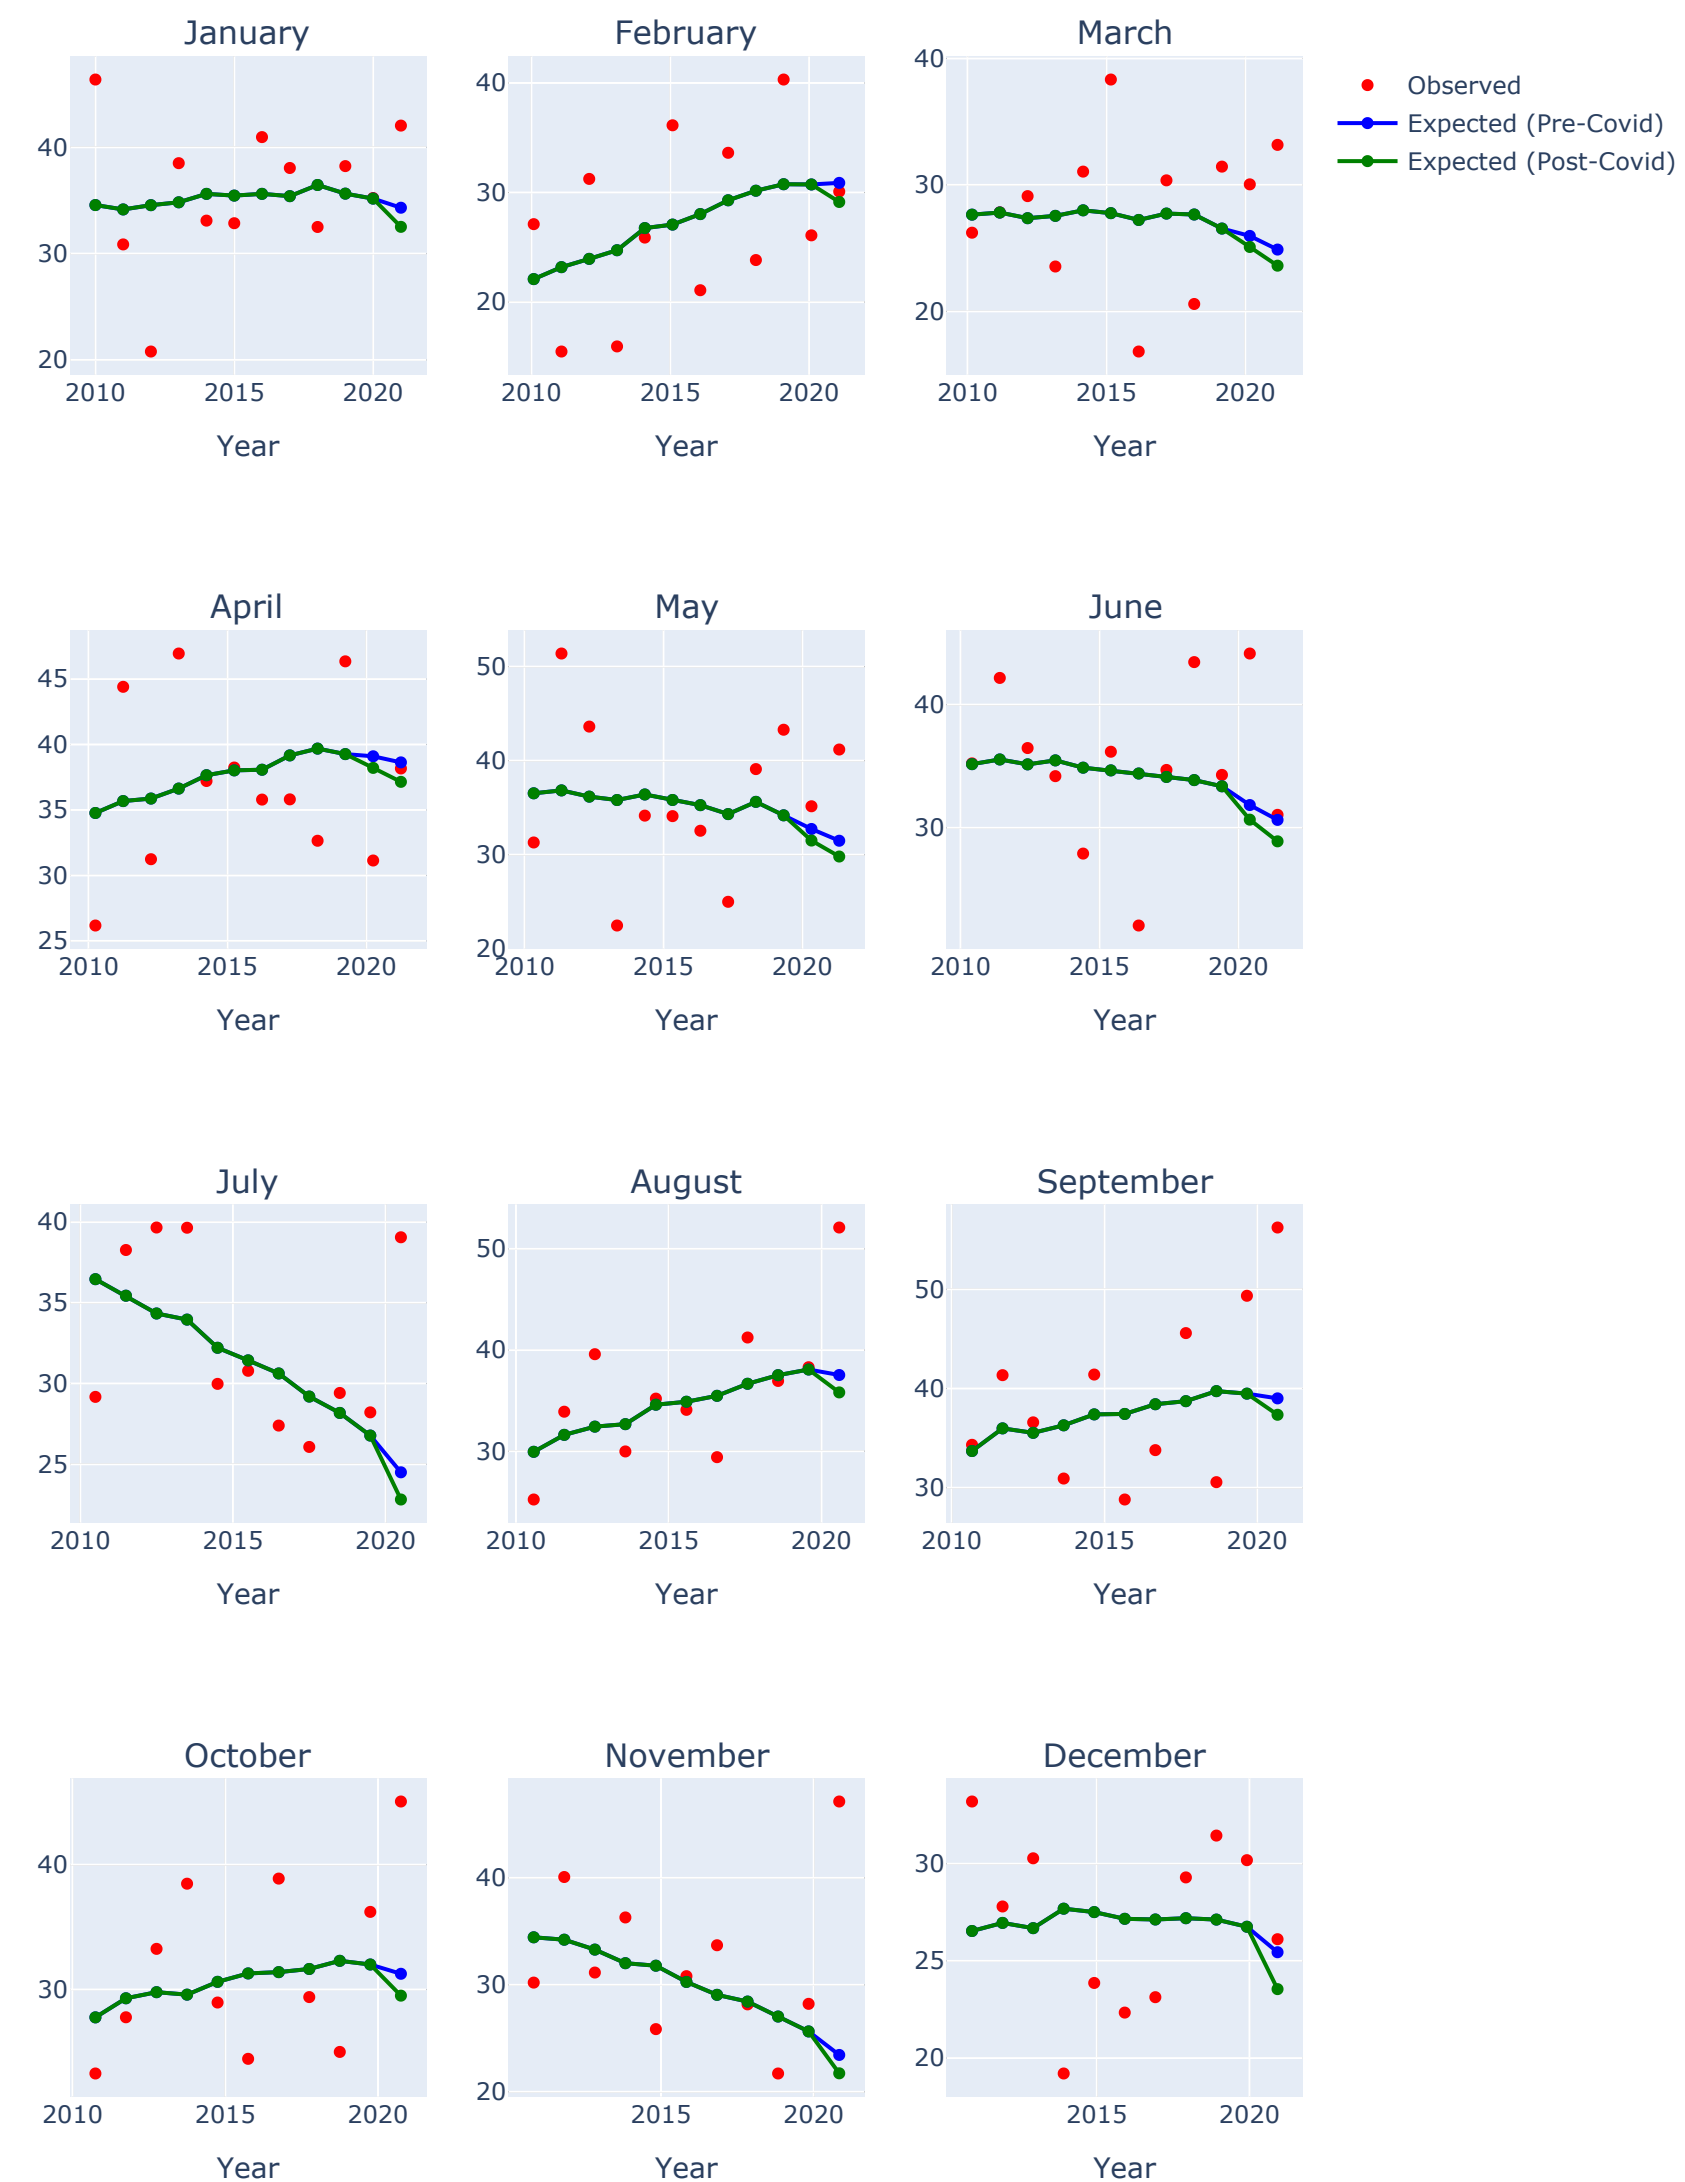 January February March
40
30
20
2010 2015 2020
Year
40
30
20
2010 2015 2020
Year
40
30
20
2010 2015 2020
Year
Observed
Expected (Pre-Covid)
Expected (Post-Covid)
April May June
45
40
35
30
25
2010 2015 2020
Year
50
40
30
20
2010 2015 2020
Year
40
30
2010 2015 2020
Year
July August September
40
35
30
25
2010 2015 2020
Year
50
40
30
2010 2015 2020
Year
50
40
30
2010 2015 2020
Year
October November December
40
30
2010 2015 2020
Year
40
30
20
2015 2020
Year
30
25
20
2015 2020
Year